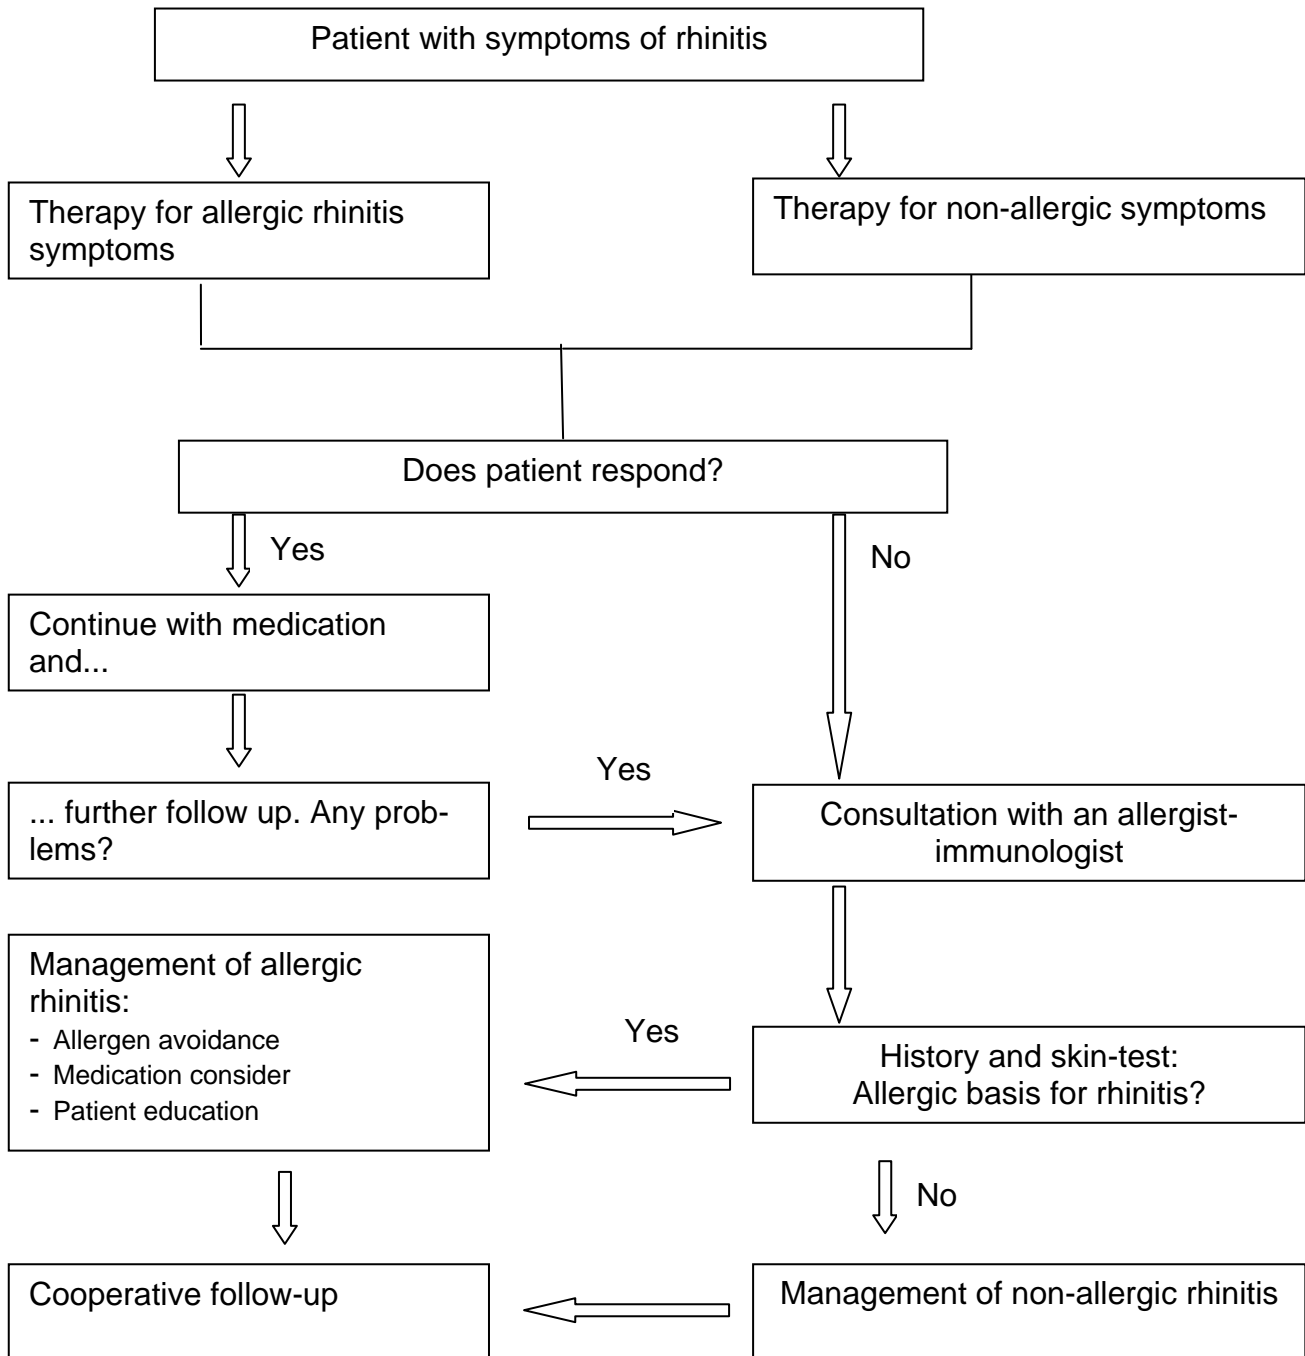 Patient with symptoms of rhinitis
Therapy for allergic rhinitis
symptoms
Therapy for non-allergic symptoms
Does patient respond?
Yes
No
Continue with medication
and...
... further follow up. Any prob-
lems?
Yes
Consultation with an allergist-
immunologist
Management of allergic
rhinitis:
- Allergen avoidance
- Medication consider
- Patient education
Yes
History and skin-test:
Allergic basis for rhinitis?
No
Cooperative follow-up
Management of non-allergic rhinitis